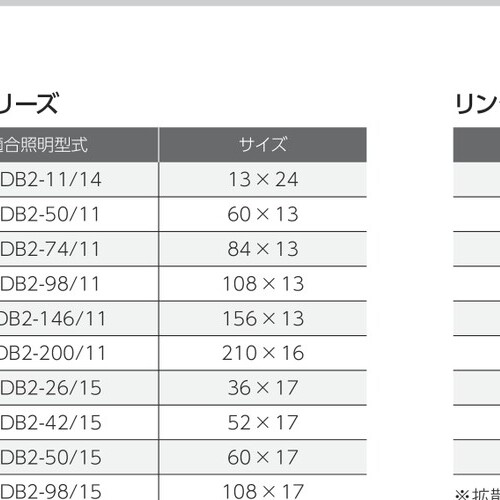 リーズ
リン
適合照明型式 サイズ
DB2-11/14 13 × 24
DB2-50/11 60 × 13
DB2-74/11 84 × 13
DB2-98/11 108 × 13
DB2-146/11 156 × 13
DB2-200/11 210 × 16
DB2-26/15 36 × 17
DB2-42/15 52 × 17
DB2-50/15 60 × 17
DB2-98/15 108 × 17
※拡散